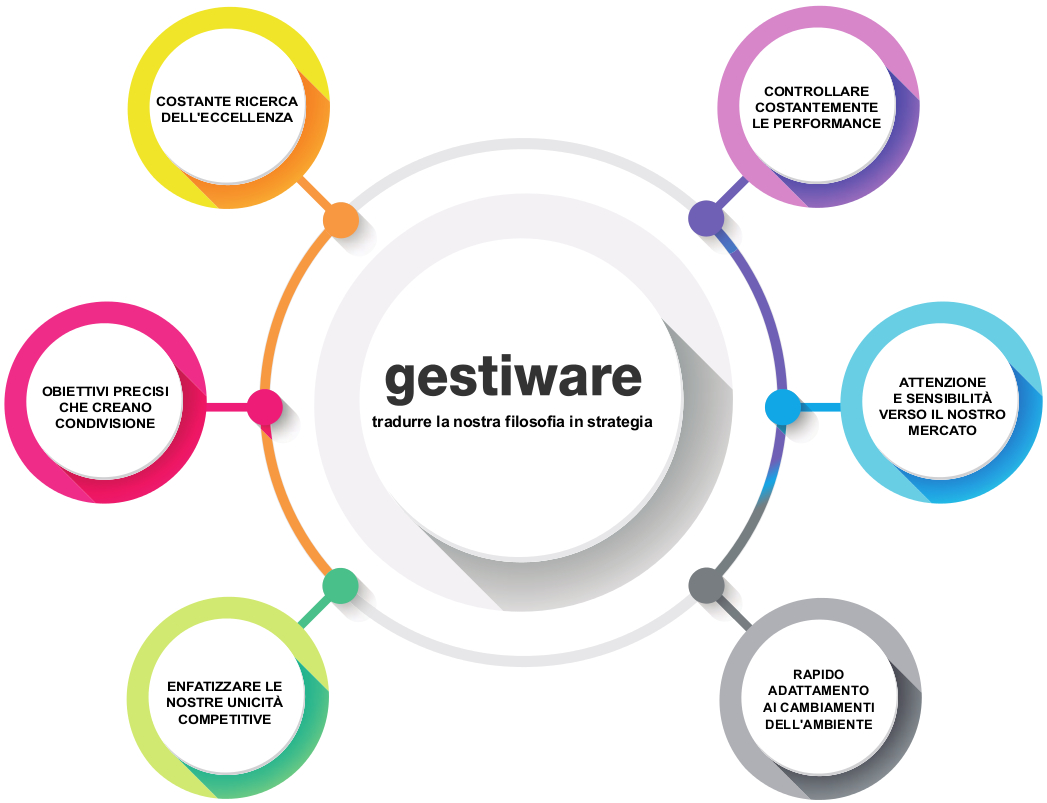 COSTANTE RICERCA
DELL'ECCELLENZA
CONTROLLARE
COSTANTEMENTE
LE PERFORMANCE
OBIETTIVI PRECISI
CHE CREANO
CONDIVISIONE
gestiware
tradurre la nostra filosofia in strategia
ATTENZIONE
E SENSIBILITÀ
VERSO IL NOSTRO
MERCATO
ENFATIZZARE LE
NOSTRE UNICITÀ
COMPETITIVE
RAPIDO
ADATTAMENTO
AI CAMBIAMENTI
DELL'AMBIENTE